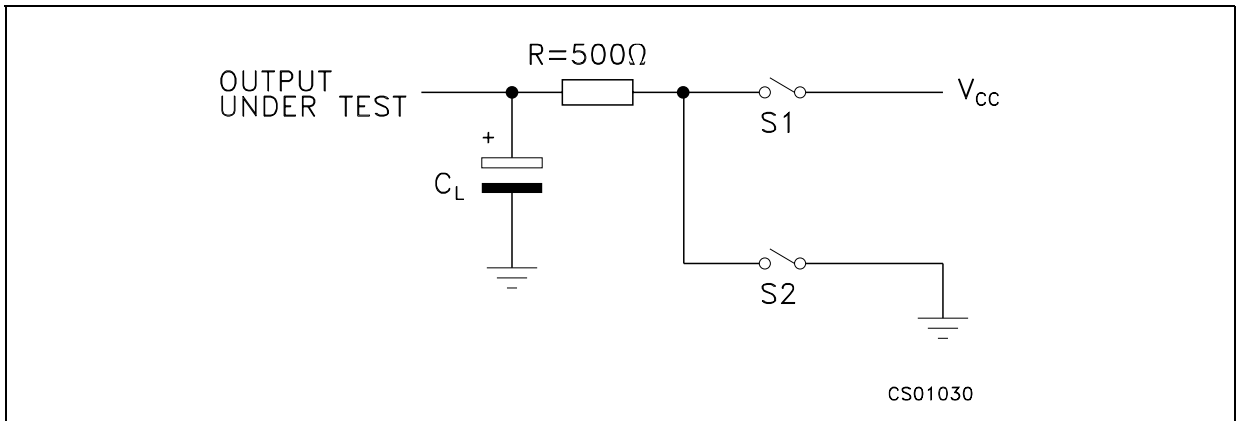 R=500Ω
OUTPUT
UNDER TEST
S1
V_CC
+
C_L
S2
CS01030